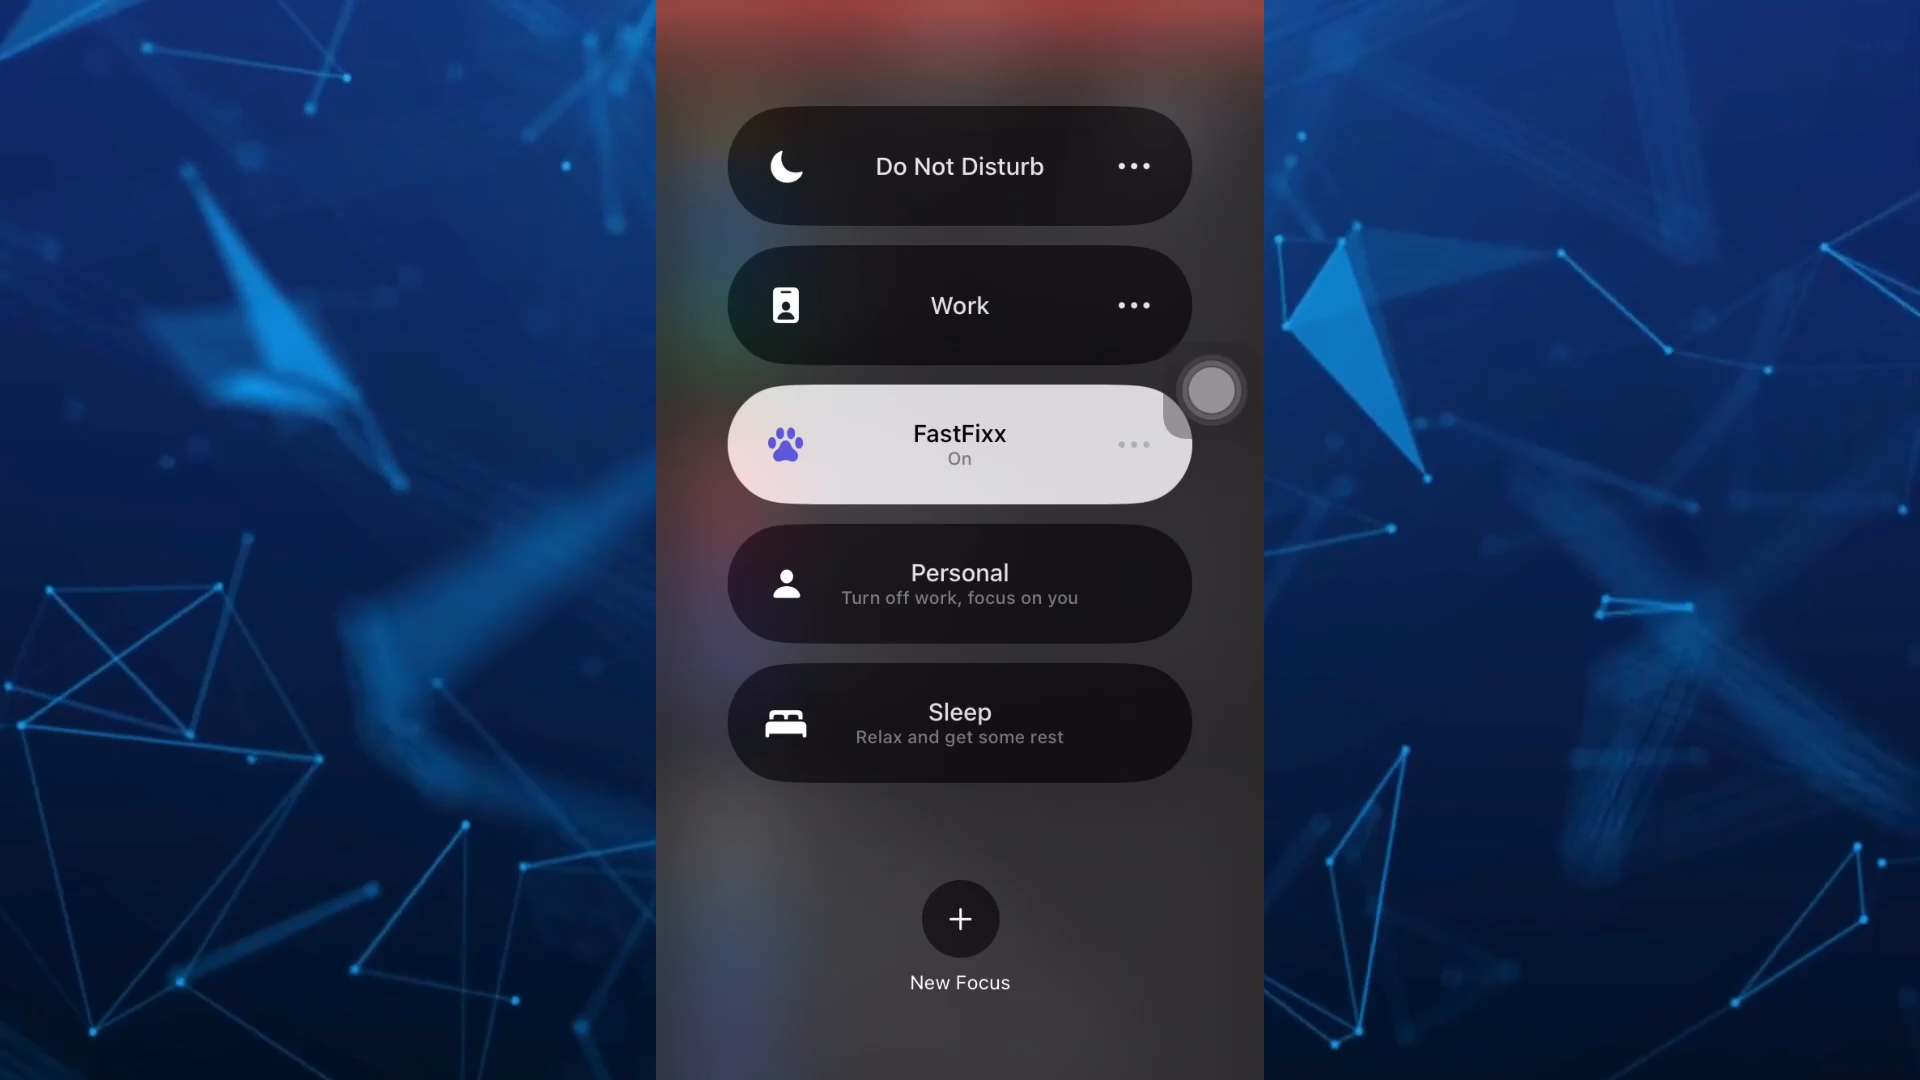 Do Not Disturb
Work
FastFixx
On
Personal
Turn off work, focus on you
Sleep
Relax and get some rest
New Focus